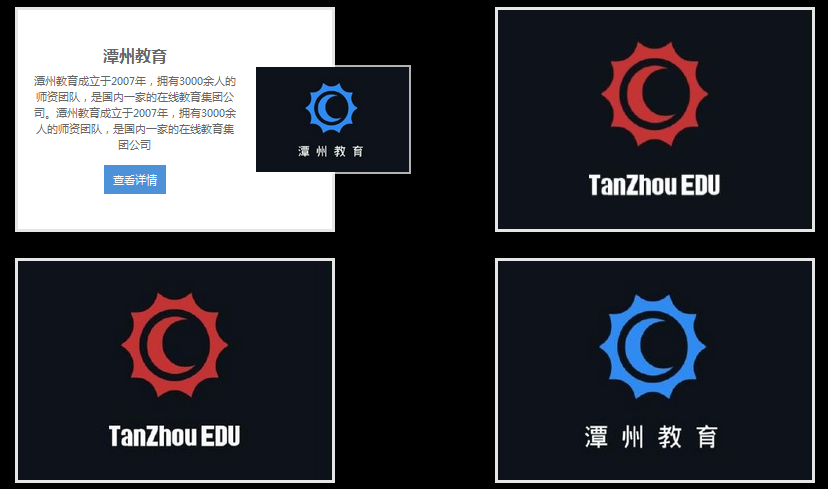 潭州教育
潭州教育成立于2007年，拥有3000余人的
师资团队，是国内一家的在线教育集团公
司。潭州教育成立于2007年，拥有3000余
人的师资团队，是国内一家的在线教育集
团公司
查看详情
潭州教育
TanZhou EDU
TanZhou EDU
潭州教育